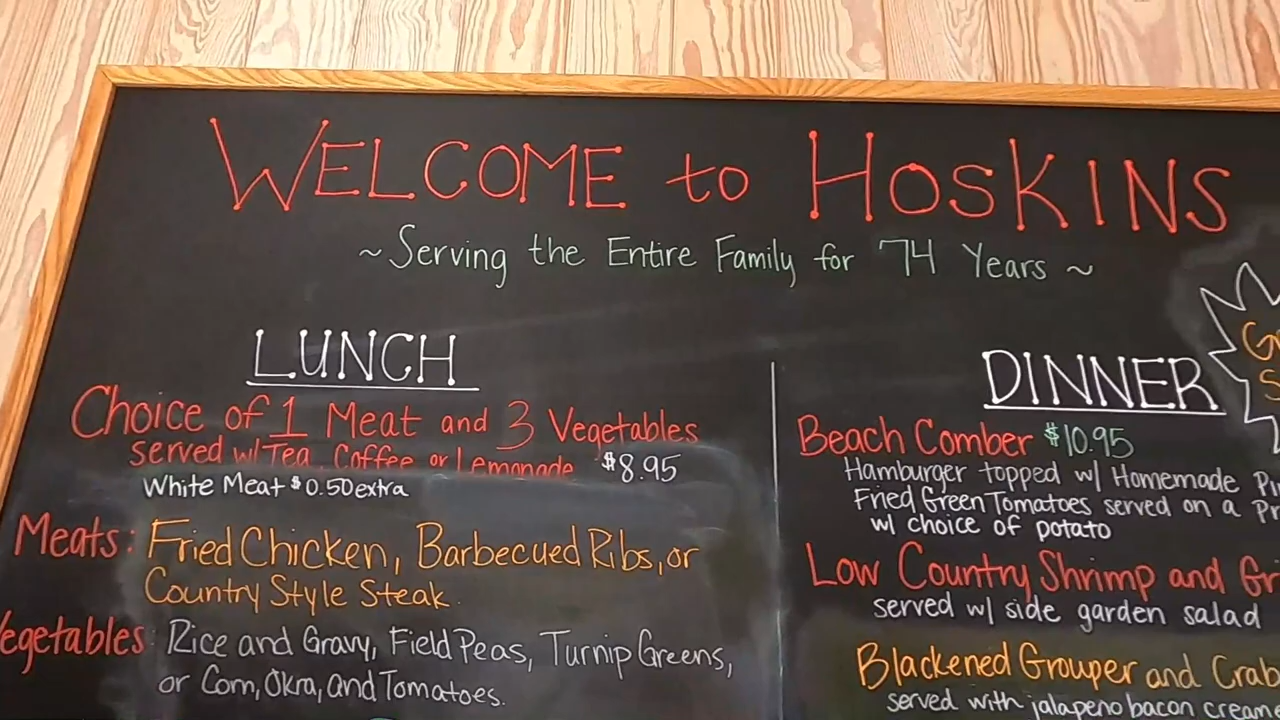 WELCOME to HOSKINS
~Serving the Entire Family for 74 Years~
LUNCH
Choice of 1 Meat and 3 Vegetables
served w/ Tea, Coffee or Lemonade $8.95
White Meat $0.50 extra
Meats: Fried Chicken, Barbecued Ribs, or
Country Style Steak.
Vegetables: Rice and Gravy, Field Peas, Turnip Greens,
or Corn, Okra, and Tomatoes.
DINNER
Beach Comber $10.95
Hamburger topped w/ Homemade
Fried Green Tomatoes served on a
w/ choice of potato
Low Country Shrimp and
served w/ side garden salad
Blackened Grouper and Crab
served with jalapeno bacon